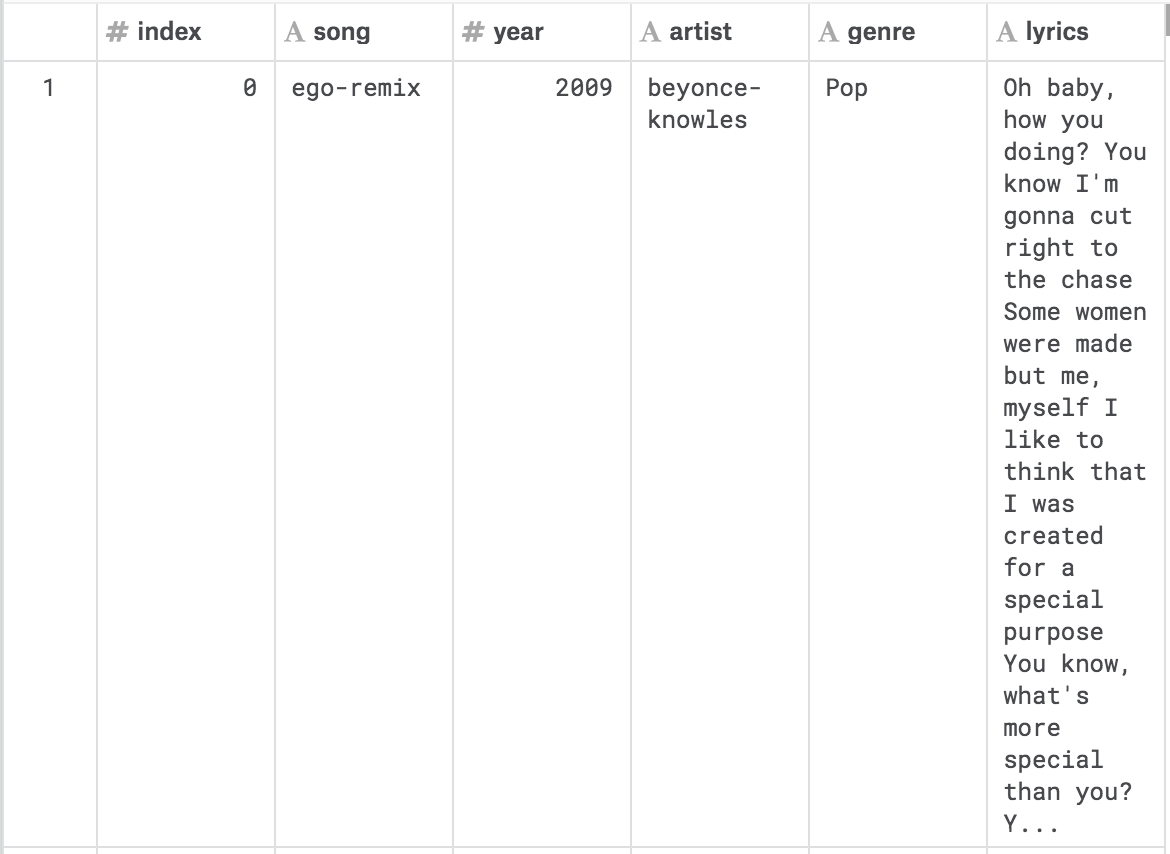 # index A song # year A artist A genre A lyrics
1 0 ego-remix 2009 beyonce- Pop Oh baby,
knowles how you
doing? You
know I'm
gonna cut
right to
the chase
Some women
were made
but me,
myself I
like to
think that
I was
created
for a
special
purpose
You know,
what's
more
special
than you?
Y...